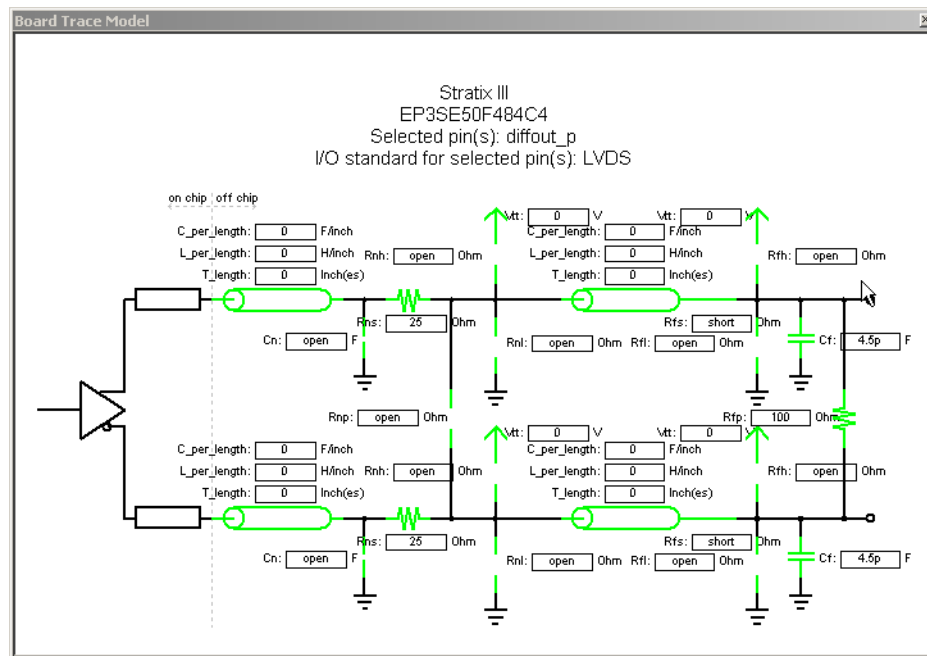 Board Trace Model
Stratix III
EP3SE50F484C4
Selected pin(s): diffout_p
I/O standard for selected pin(s): LVDS
on chip off chip
Vtt: 0 V Vtt: 0 V
C_per_length: 0 F/inch C_per_length: 0 F/inch
L_per_length: 0 H/inch Rnh: open Ohm L_per_length: 0 H/inch Rfh: open Ohm
T_length: 0 Inch(es) T_length: 0 Inch(es)
Rns: 25 Ohm Rfs: short Ohm
Cn: open F Rnl: open Ohm Rfl: open Ohm Cf: 4.5p F
Rnp: open Ohm Rfp: 100 Ohm
Vtt: 0 V Vtt: 0 V
C_per_length: 0 F/inch C_per_length: 0 F/inch
L_per_length: 0 H/inch Rnh: open Ohm L_per_length: 0 H/inch Rfh: open Ohm
T_length: 0 Inch(es) T_length: 0 Inch(es)
Rns: 25 Ohm Rfs: short Ohm
Cn: open F Rnl: open Ohm Rfl: open Ohm Cf: 4.5p F